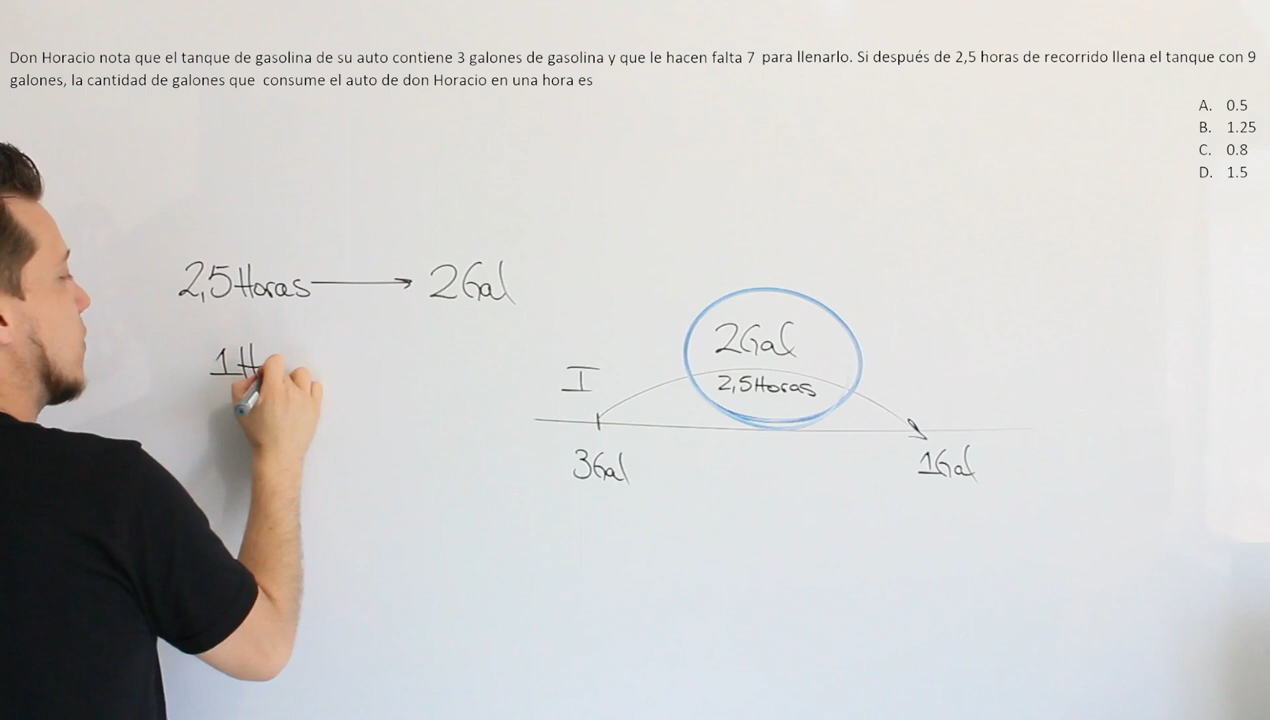 Don Horacio nota que el tanque de gasolina de su auto contiene 3 galones de gasolina y que le hacen falta 7 para llenarlo. Si después de 2,5 horas de recorrido llena el tanque con 9
galones, la cantidad de galones que consume el auto de don Horacio en una hora es
A. 0.5
B. 1.25
C. 0.8
D. 1.5
2,5 Horas → 2Gal
1 H
I
2Gal
2,5 Horas
3Gal
1Gal